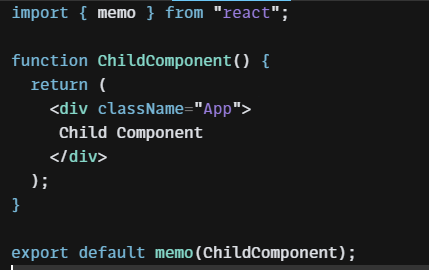 import { memo } from "react";

function ChildComponent() {
  return (
    <div className="App">
     Child Component
    </div>
  );
}

export default memo(ChildComponent);